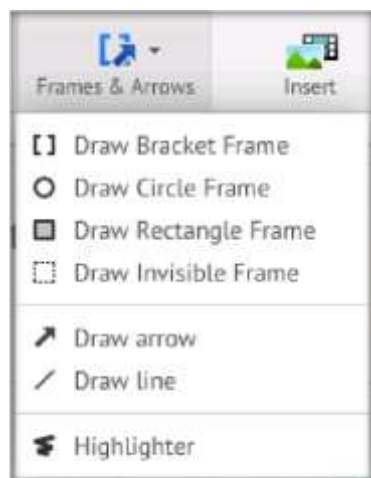 Frames & Arrows Insert
Draw Bracket Frame
Draw Circle Frame
Draw Rectangle Frame
Draw Invisible Frame
Draw arrow
Draw line
Highlighter